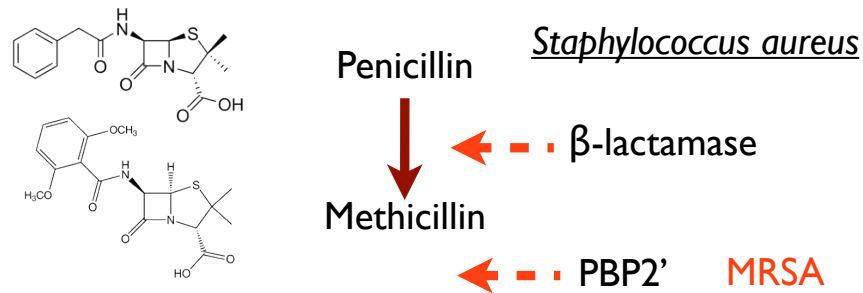 Staphylococcus aureus
Penicillin
β-lactamase
Methicillin
PBP2’ MRSA
H
N
S
O
O
N
O
OH
OCH₃
H₃CO
H
N
H
S
O
O
N
HO
O